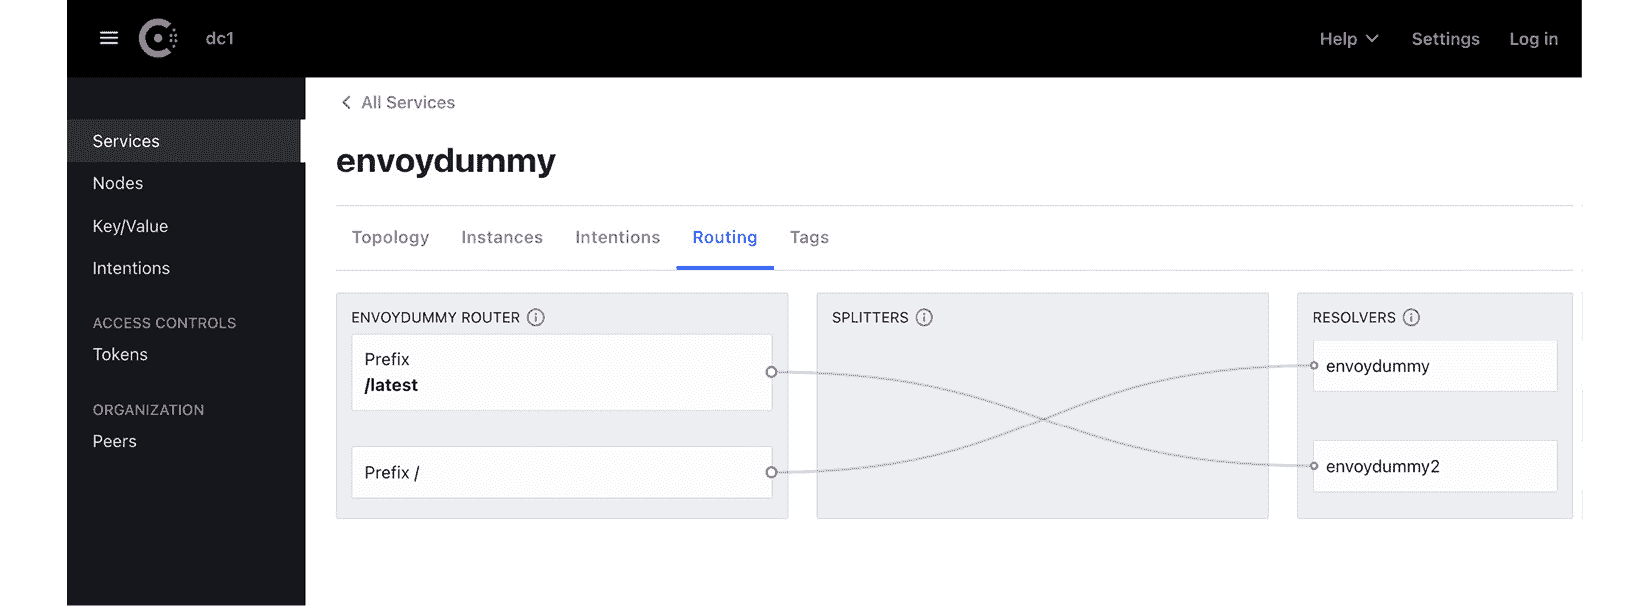 dc1
Help
Settings
Log in
Services
Nodes
Key/Value
Intentions
ACCESS CONTROLS
Tokens
ORGANIZATION
Peers
All Services
envoydummy
Topology
Instances
Intentions
Routing
Tags
ENVOYDUMMY ROUTER
Prefix
/latest
Prefix /
SPLITTERS
RESOLVERS
envoydummy
envoydummy2